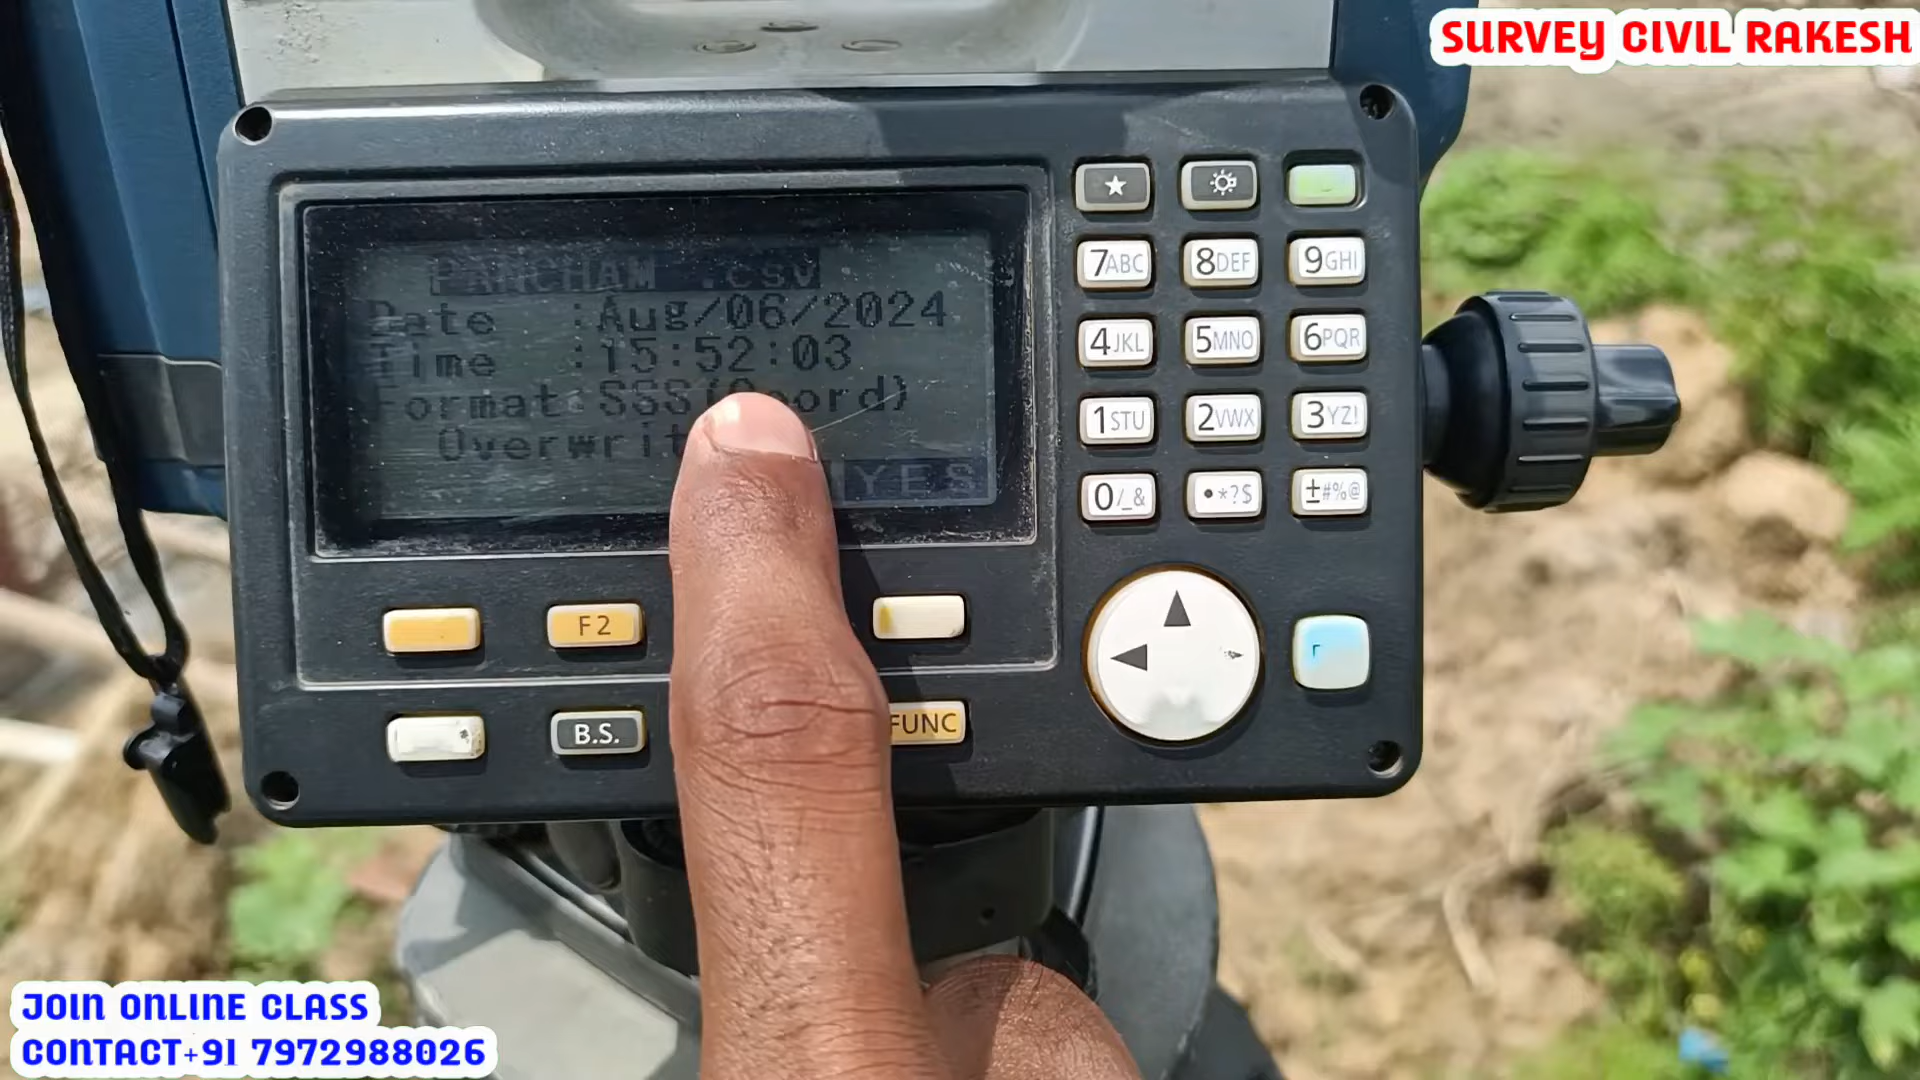 SURVEY CIVIL RAKESH
PANCHAM .csv
Date :Aug/06/2024
Time :15:52:03
Format:SSS(Coord)
YES
7ABC 8DEF 9GHI
4JKL 5MNO 6PQR
1STU 2VWX 3YZ!
0/_& •*?$ ±#%@
F2
B.S. FUNC
JOIN ONLINE CLASS
CONTACT+91 7972988026